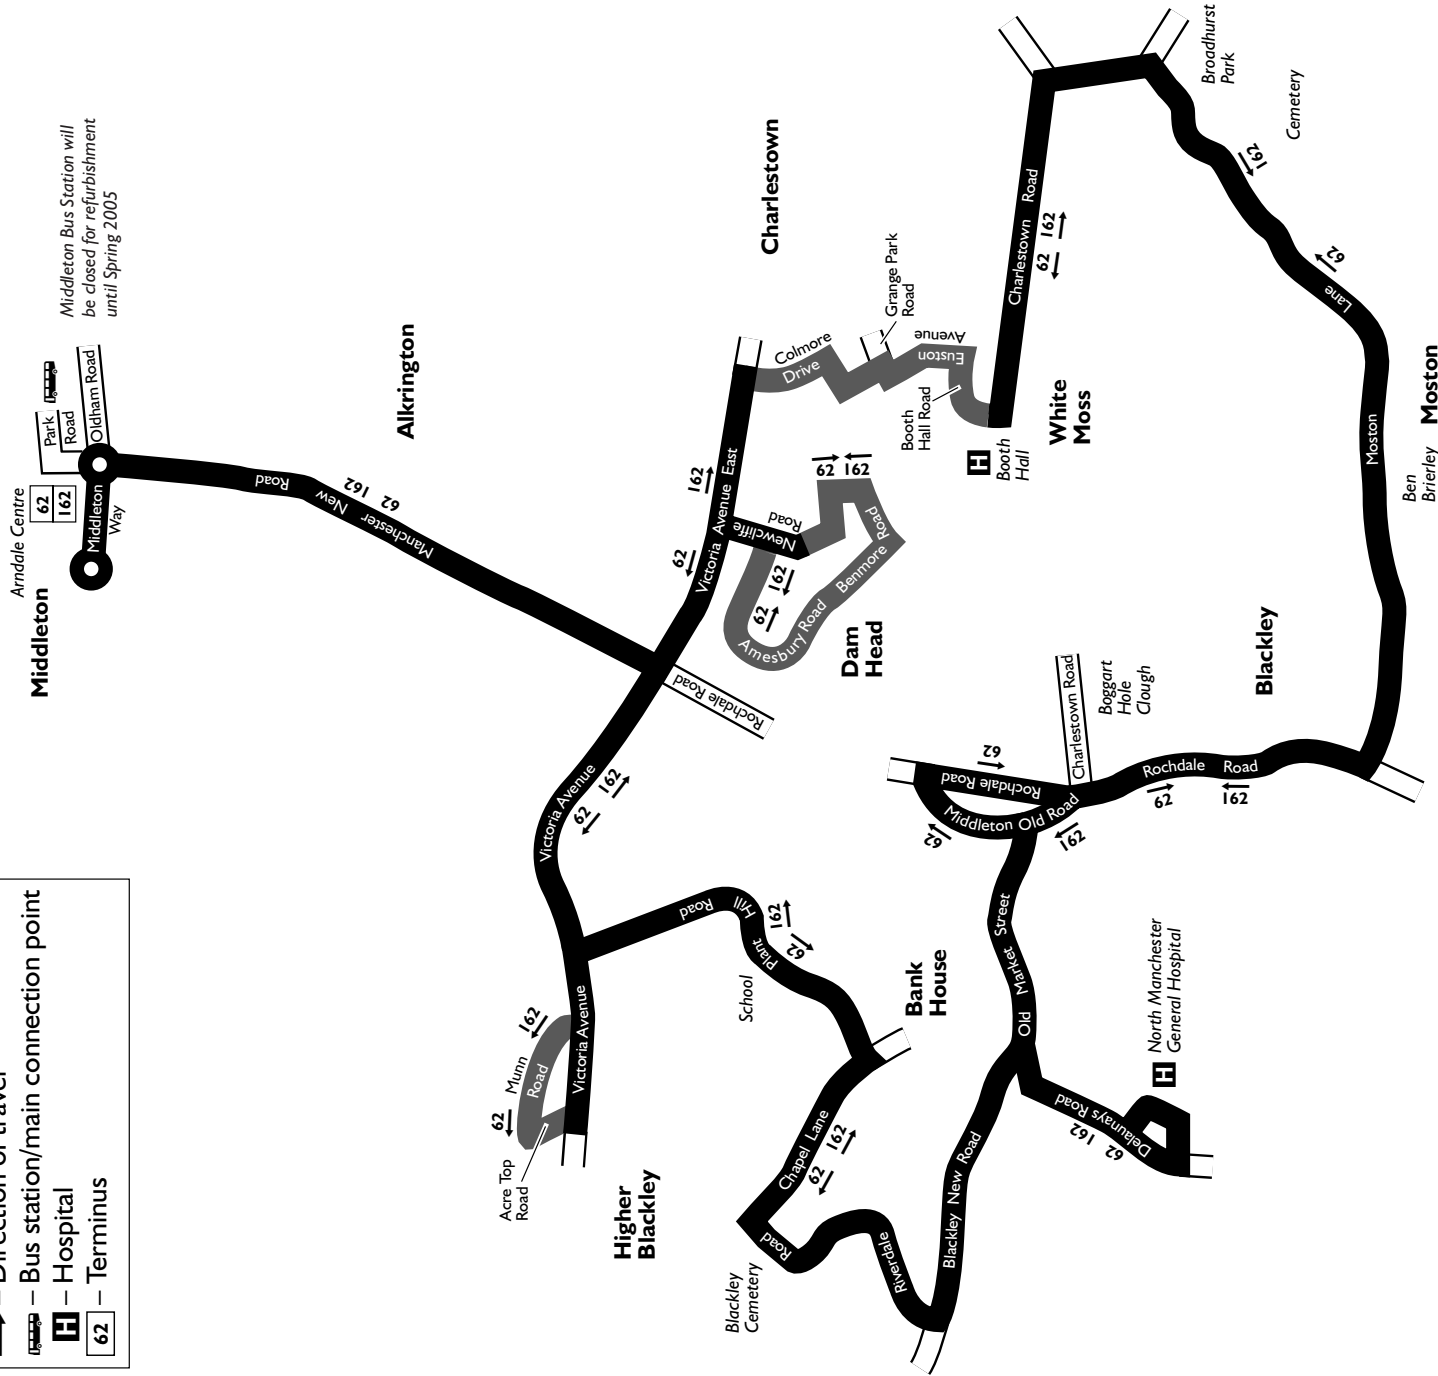 Direction of travel
– Bus station/main connection point
H – Hospital
62 – Terminus
Middleton
Arndale Centre
62
162
Middleton
Way
Park
Road
Oldham Road
Middleton Bus Station will
be closed for refurbishment
until Spring 2005
Alkrington
62 162
Manchester New Road
Rochdale Road
Charlestown
Victoria Avenue East
62
162
Newcliffe
Road
62
162
62
162
Amesbury Road
Benmore Road
Dam
Head
Colmore
Drive
Grange Park
Road
Euston
Avenue
Booth
Hall Road
H
Booth
Hall
White
Moss
Charlestown Road
62 162
Broadhurst
Park
Cemetery
162
62
Moston Lane
Moston
Ben
Brierley
Blackley
Victoria Avenue
62 162
Victoria Avenue
Munn
Road
162
62
Acre Top
Road
Higher
Blackley
Plant Hill Road
162
62
School
Bank
House
Chapel Lane
62 162
Blackley
Cemetery
Riverdale Road
Blackley New Road
Old Market Street
Delaunays Road
62 162
H
North Manchester
General Hospital
Middleton Old Road
62
162
Rochdale Road
62
Charlestown Road
Boggart
Hole
Clough
Rochdale Road
62 162